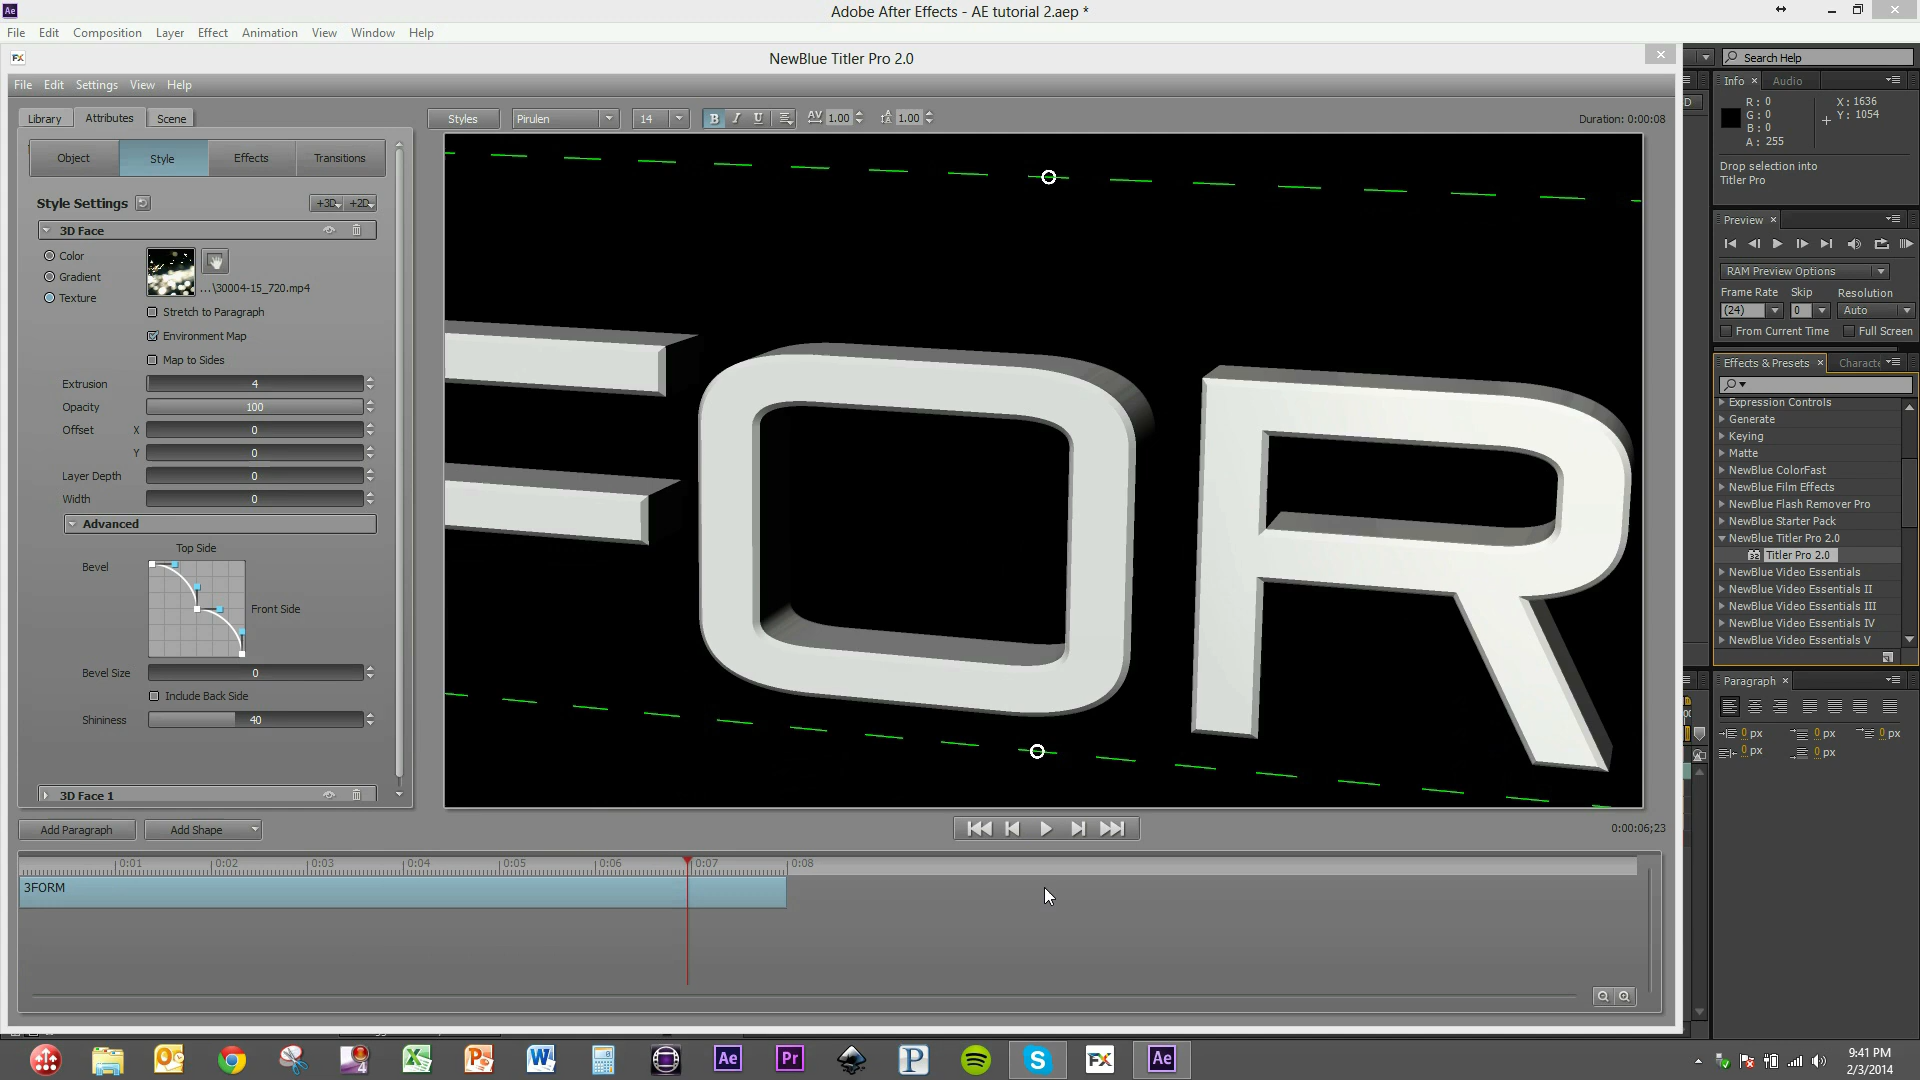 Adobe After Effects - AE tutorial 2.aep *
File Edit Composition Layer Effect Animation View Window Help
NewBlue Titler Pro 2.0
File Edit Settings View Help
Search Help
Library Attributes Scene
Styles Pirulen 14 B I U AV 1.00 1.00
Duration: 0:00:08
Object Style Effects Transitions
Style Settings +3D +2D
3D Face
Color
Gradient
Texture
...\30004-15_720.mp4
Stretch to Paragraph
Environment Map
Map to Sides
Extrusion 4
Opacity 100
Offset X 0
Y 0
Layer Depth 0
Width 0
Advanced
Top Side
Bevel
Front Side
Bevel Size 0
Include Back Side
Shininess 40
3D Face 1
OR
Add Paragraph Add Shape
0:00:06;23
0:01 0:02 0:03 0:04 0:05 0:06 0:07 0:08
3FORM
Info Audio
R: 0
G: 0
B: 0
A: 255
X: 1636
Y: 1054
Drop selection into
Titler Pro
Preview
RAM Preview Options
Frame Rate Skip Resolution
(24) 0 Auto
From Current Time Full Screen
Effects & Presets Characte
Expression Controls
Generate
Keying
Matte
NewBlue ColorFast
NewBlue Film Effects
NewBlue Flash Remover Pro
NewBlue Starter Pack
NewBlue Titler Pro 2.0
32 Titler Pro 2.0
NewBlue Video Essentials
NewBlue Video Essentials II
NewBlue Video Essentials III
NewBlue Video Essentials IV
NewBlue Video Essentials V
Paragraph
0 px 0 px 0 px
0 px 0 px
Ae Pr FX Ae
9:41 PM
2/3/2014